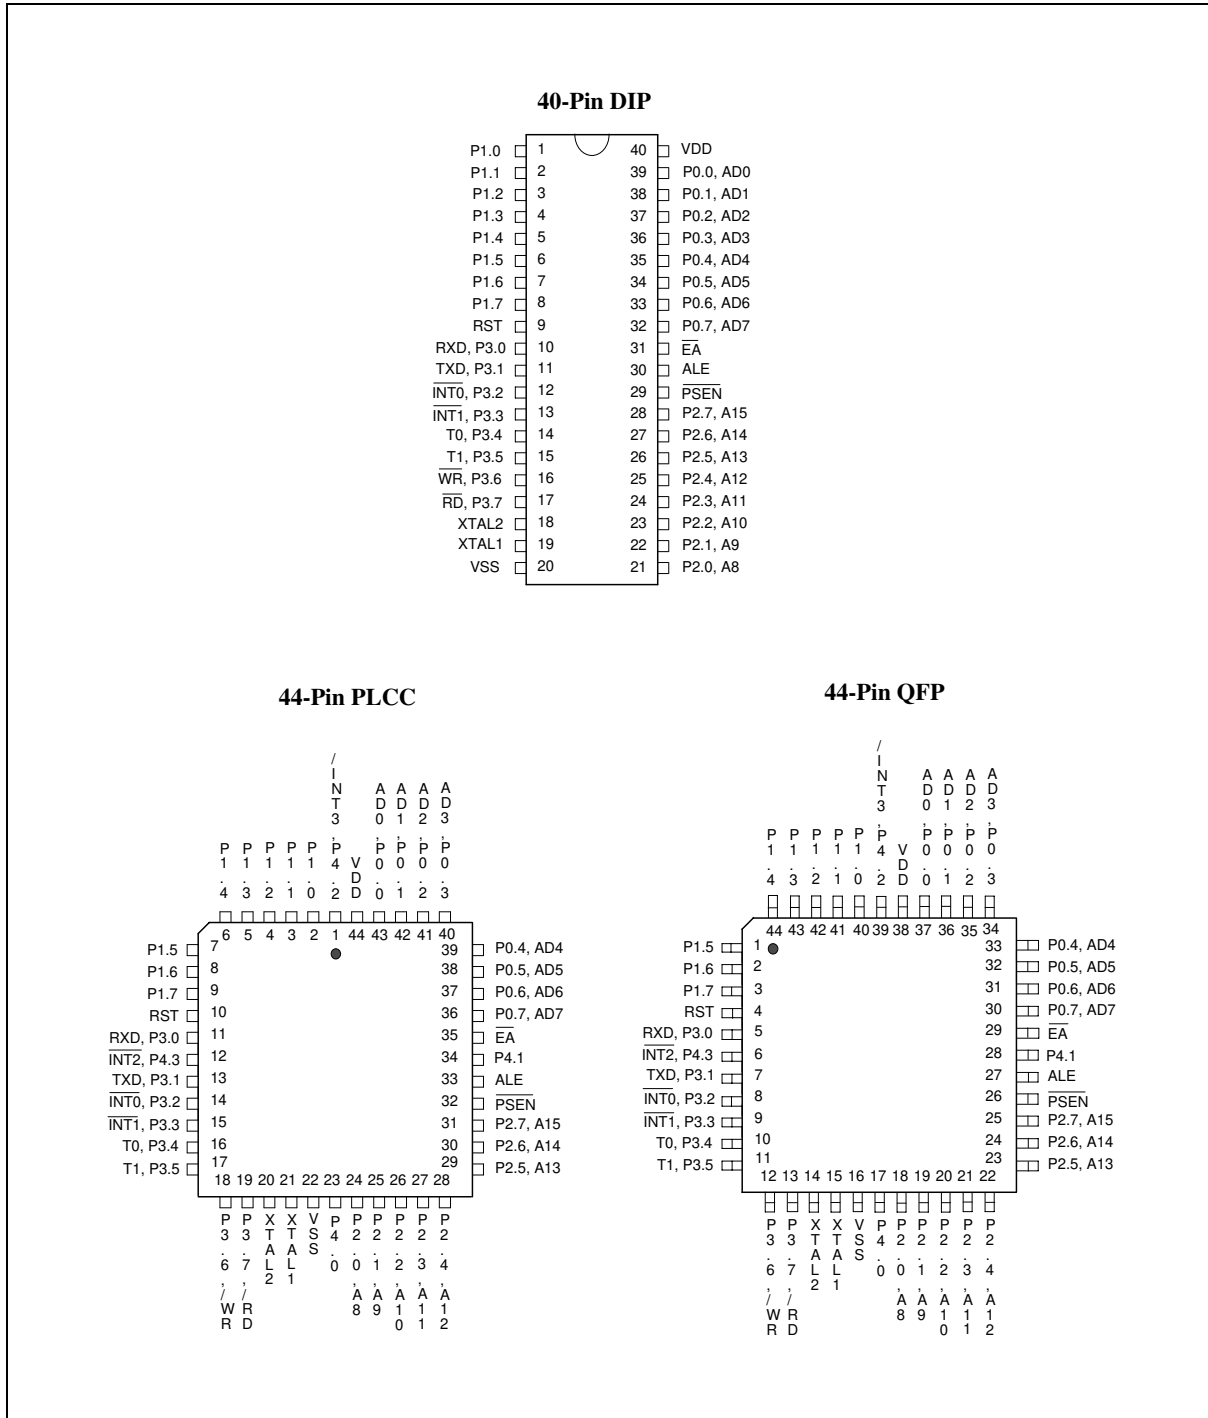 40-Pin DIP
P1.0 1 40 VDD
P1.1 2 39 P0.0, AD0
P1.2 3 38 P0.1, AD1
P1.3 4 37 P0.2, AD2
P1.4 5 36 P0.3, AD3
P1.5 6 35 P0.4, AD4
P1.6 7 34 P0.5, AD5
P1.7 8 33 P0.6, AD6
RST 9 32 P0.7, AD7
RXD, P3.0 10 31 EA
TXD, P3.1 11 30 ALE
INT0, P3.2 12 29 PSEN
INT1, P3.3 13 28 P2.7, A15
T0, P3.4 14 27 P2.6, A14
T1, P3.5 15 26 P2.5, A13
WR, P3.6 16 25 P2.4, A12
RD, P3.7 17 24 P2.3, A11
XTAL2 18 23 P2.2, A10
XTAL1 19 22 P2.1, A9
VSS 20 21 P2.0, A8
44-Pin PLCC
P1.4
P1.3
P1.2
P1.1
P1.0
/INT3,P4.2
VDD
AD0,P0.0
AD1,P0.1
AD2,P0.2
AD3,P0.3
6 5 4 3 2 1 44 43 42 41 40
P1.5 7 39 P0.4, AD4
P1.6 8 38 P0.5, AD5
P1.7 9 37 P0.6, AD6
RST 10 36 P0.7, AD7
RXD, P3.0 11 35 EA
INT2, P4.3 12 34 P4.1
TXD, P3.1 13 33 ALE
INT0, P3.2 14 32 PSEN
INT1, P3.3 15 31 P2.7, A15
T0, P3.4 16 30 P2.6, A14
T1, P3.5 17 29 P2.5, A13
18 19 20 21 22 23 24 25 26 27 28
P3.6,/WR
P3.7,/RD
XTAL2
XTAL1
VSS
P4.0
P2.0,A8
P2.1,A9
P2.2,A10
P2.3,A11
P2.4,A12
44-Pin QFP
P1.4
P1.3
P1.2
P1.1
P1.0
/INT3,P4.2
VDD
AD0,P0.0
AD1,P0.1
AD2,P0.2
AD3,P0.3
44 43 42 41 40 39 38 37 36 35 34
P1.5 1 33 P0.4, AD4
P1.6 2 32 P0.5, AD5
P1.7 3 31 P0.6, AD6
RST 4 30 P0.7, AD7
RXD, P3.0 5 29 EA
INT2, P4.3 6 28 P4.1
TXD, P3.1 7 27 ALE
INT0, P3.2 8 26 PSEN
INT1, P3.3 9 25 P2.7, A15
T0, P3.4 10 24 P2.6, A14
T1, P3.5 11 23 P2.5, A13
12 13 14 15 16 17 18 19 20 21 22
P3.6,/WR
P3.7,/RD
XTAL2
XTAL1
VSS
P4.0
P2.0,A8
P2.1,A9
P2.2,A10
P2.3,A11
P2.4,A12